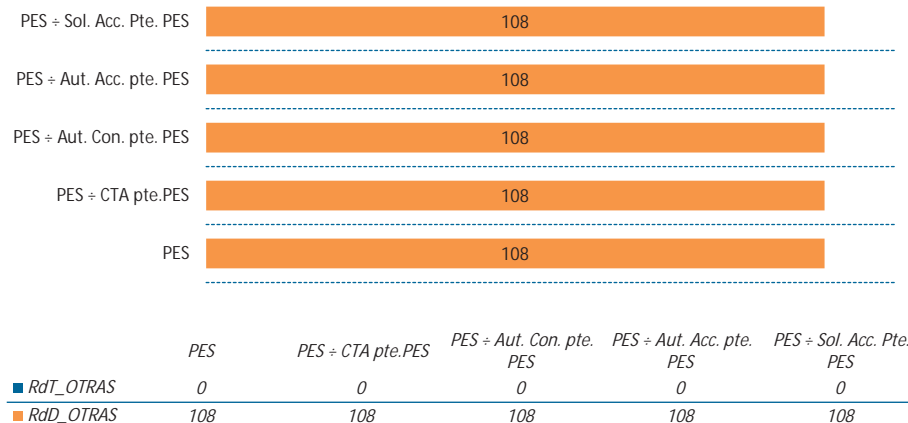 PES ÷ Sol. Acc. Pte. PES
108
PES ÷ Aut. Acc. pte. PES
108
PES ÷ Aut. Con. pte. PES
108
PES ÷ CTA pte.PES
108
PES
108
PES PES ÷ CTA pte.PES PES ÷ Aut. Con. pte. PES PES ÷ Aut. Acc. pte. PES PES ÷ Sol. Acc. Pte. PES
RdT_OTRAS 0 0 0 0 0
RdD_OTRAS 108 108 108 108 108